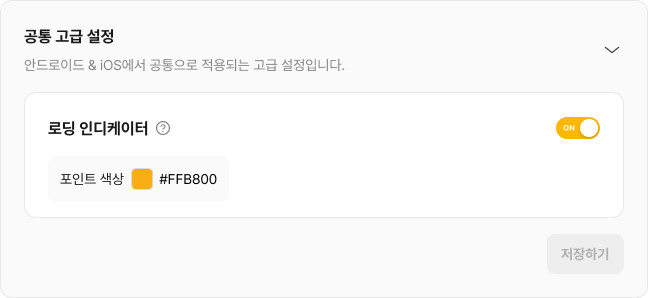 공통 고급 설정
안드로이드 & iOS에서 공통으로 적용되는 고급 설정입니다.
로딩 인디케이터 ?
ON
포인트 색상 #FFB800
저장하기